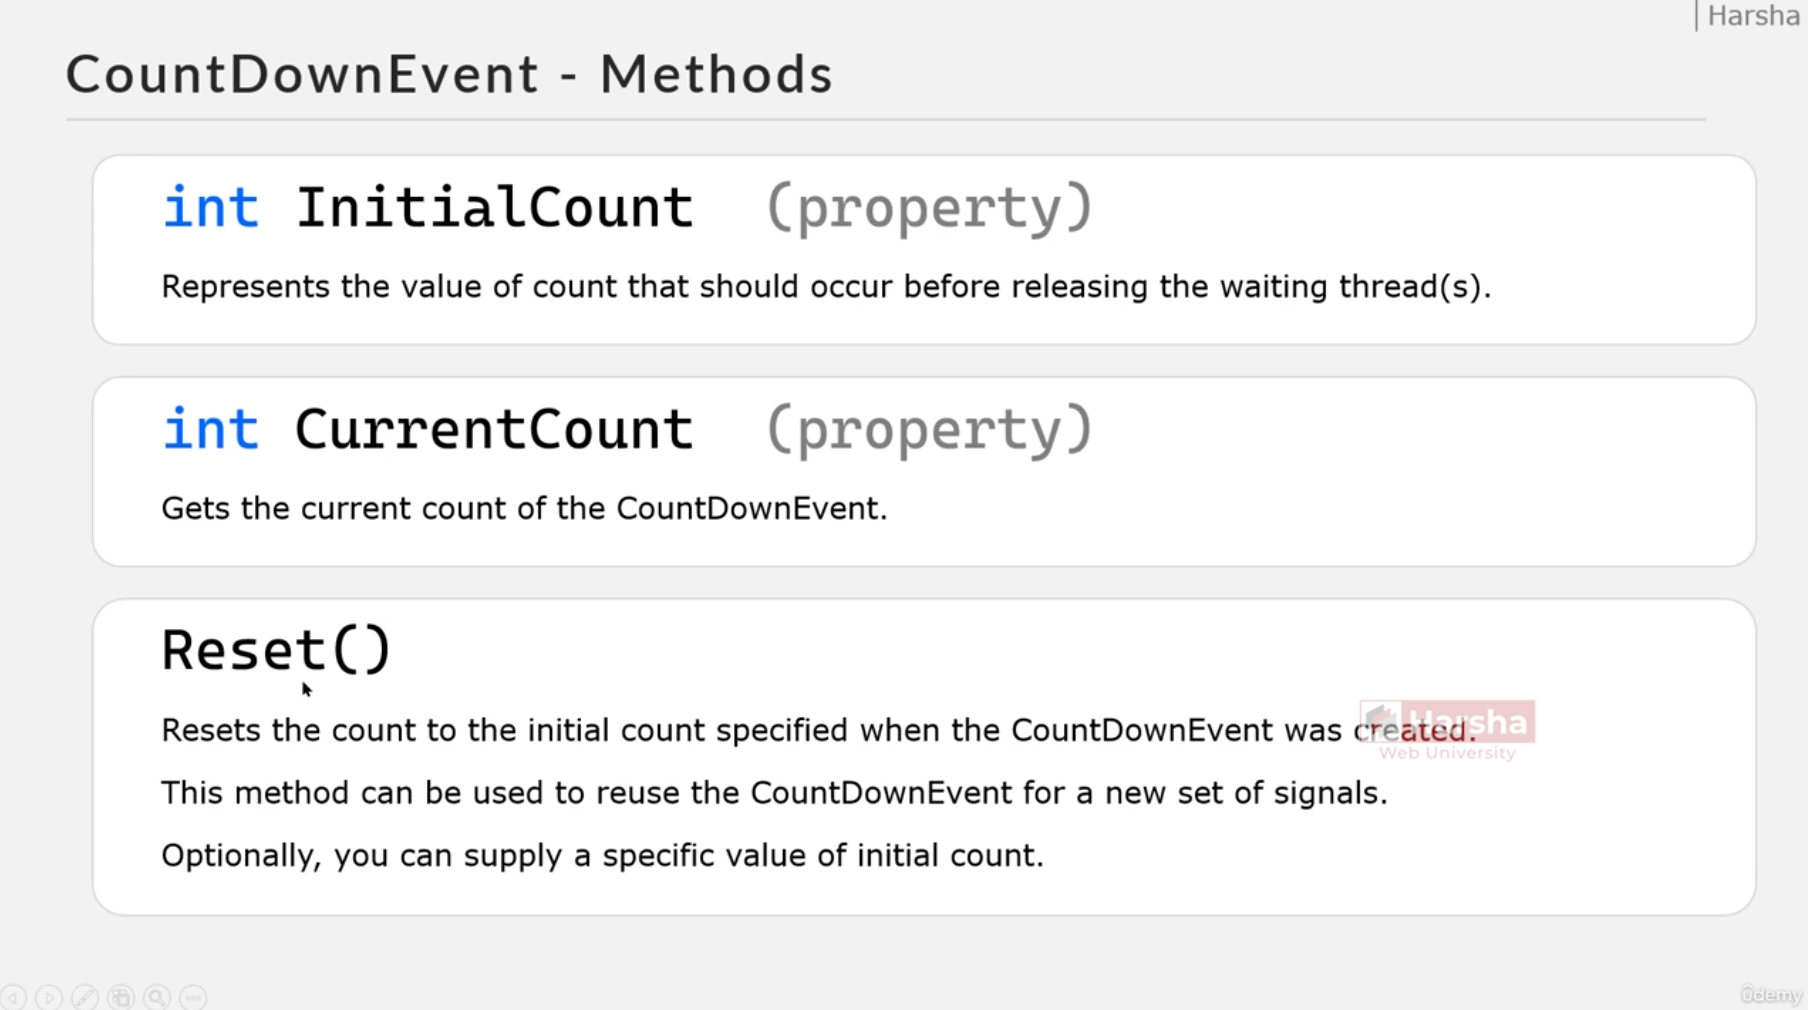 | Harsha
CountDownEvent - Methods
int InitialCount (property)
Represents the value of count that should occur before releasing the waiting thread(s).
int CurrentCount (property)
Gets the current count of the CountDownEvent.
Reset()
Resets the count to the initial count specified when the CountDownEvent was created.
Harsha
Web University
This method can be used to reuse the CountDownEvent for a new set of signals.
Optionally, you can supply a specific value of initial count.
ûdemy